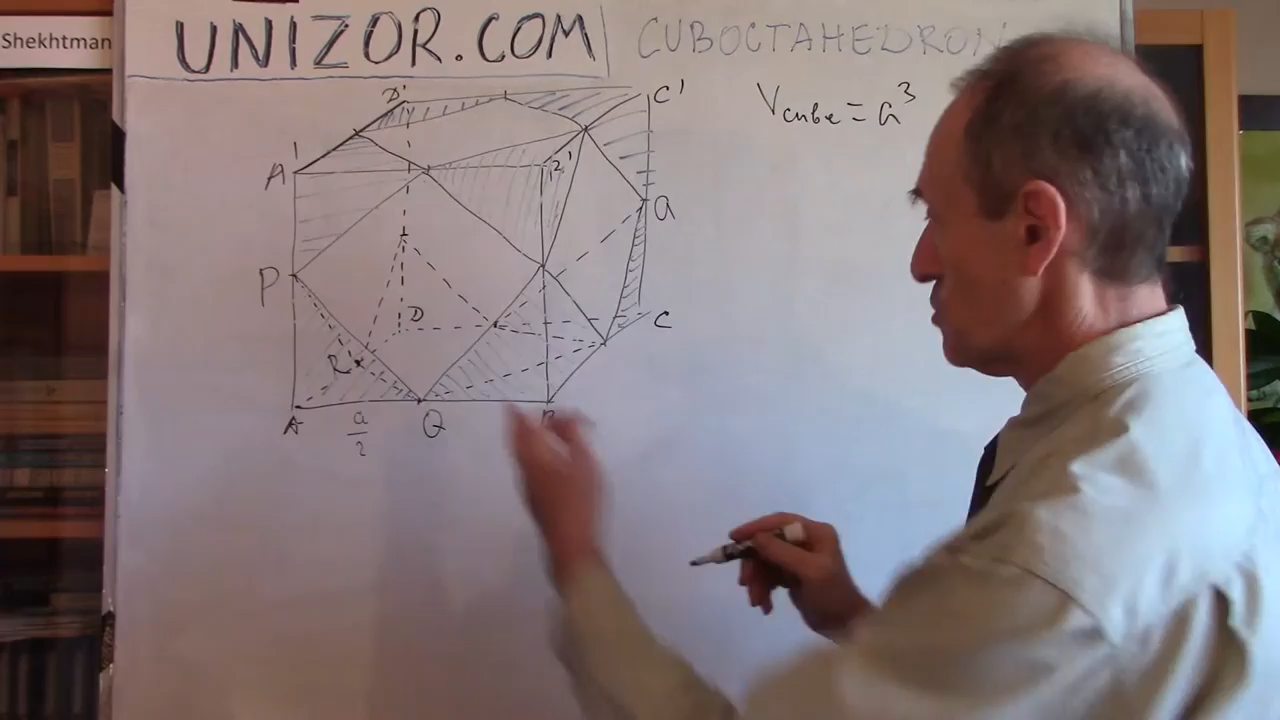 Shekhtman
UNIZOR.COM
CUBOCTAHEDRON
V cube = a³
D'
C'
A'
B'
a
P
D
C
R
A
a/2
Q
B